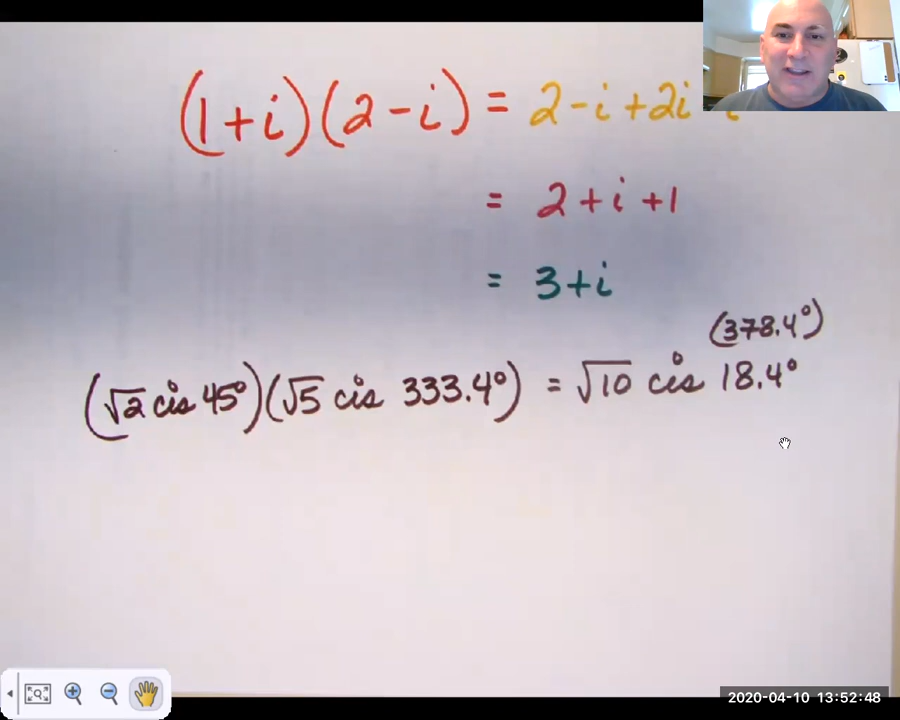 (1+i)(2-i) = 2-i+2i
= 2+i+1
= 3+i
(378.4°)
(√2 cis 45°)(√5 cis 333.4°) = √10 cis 18.4°
2020-04-10 13:52:48